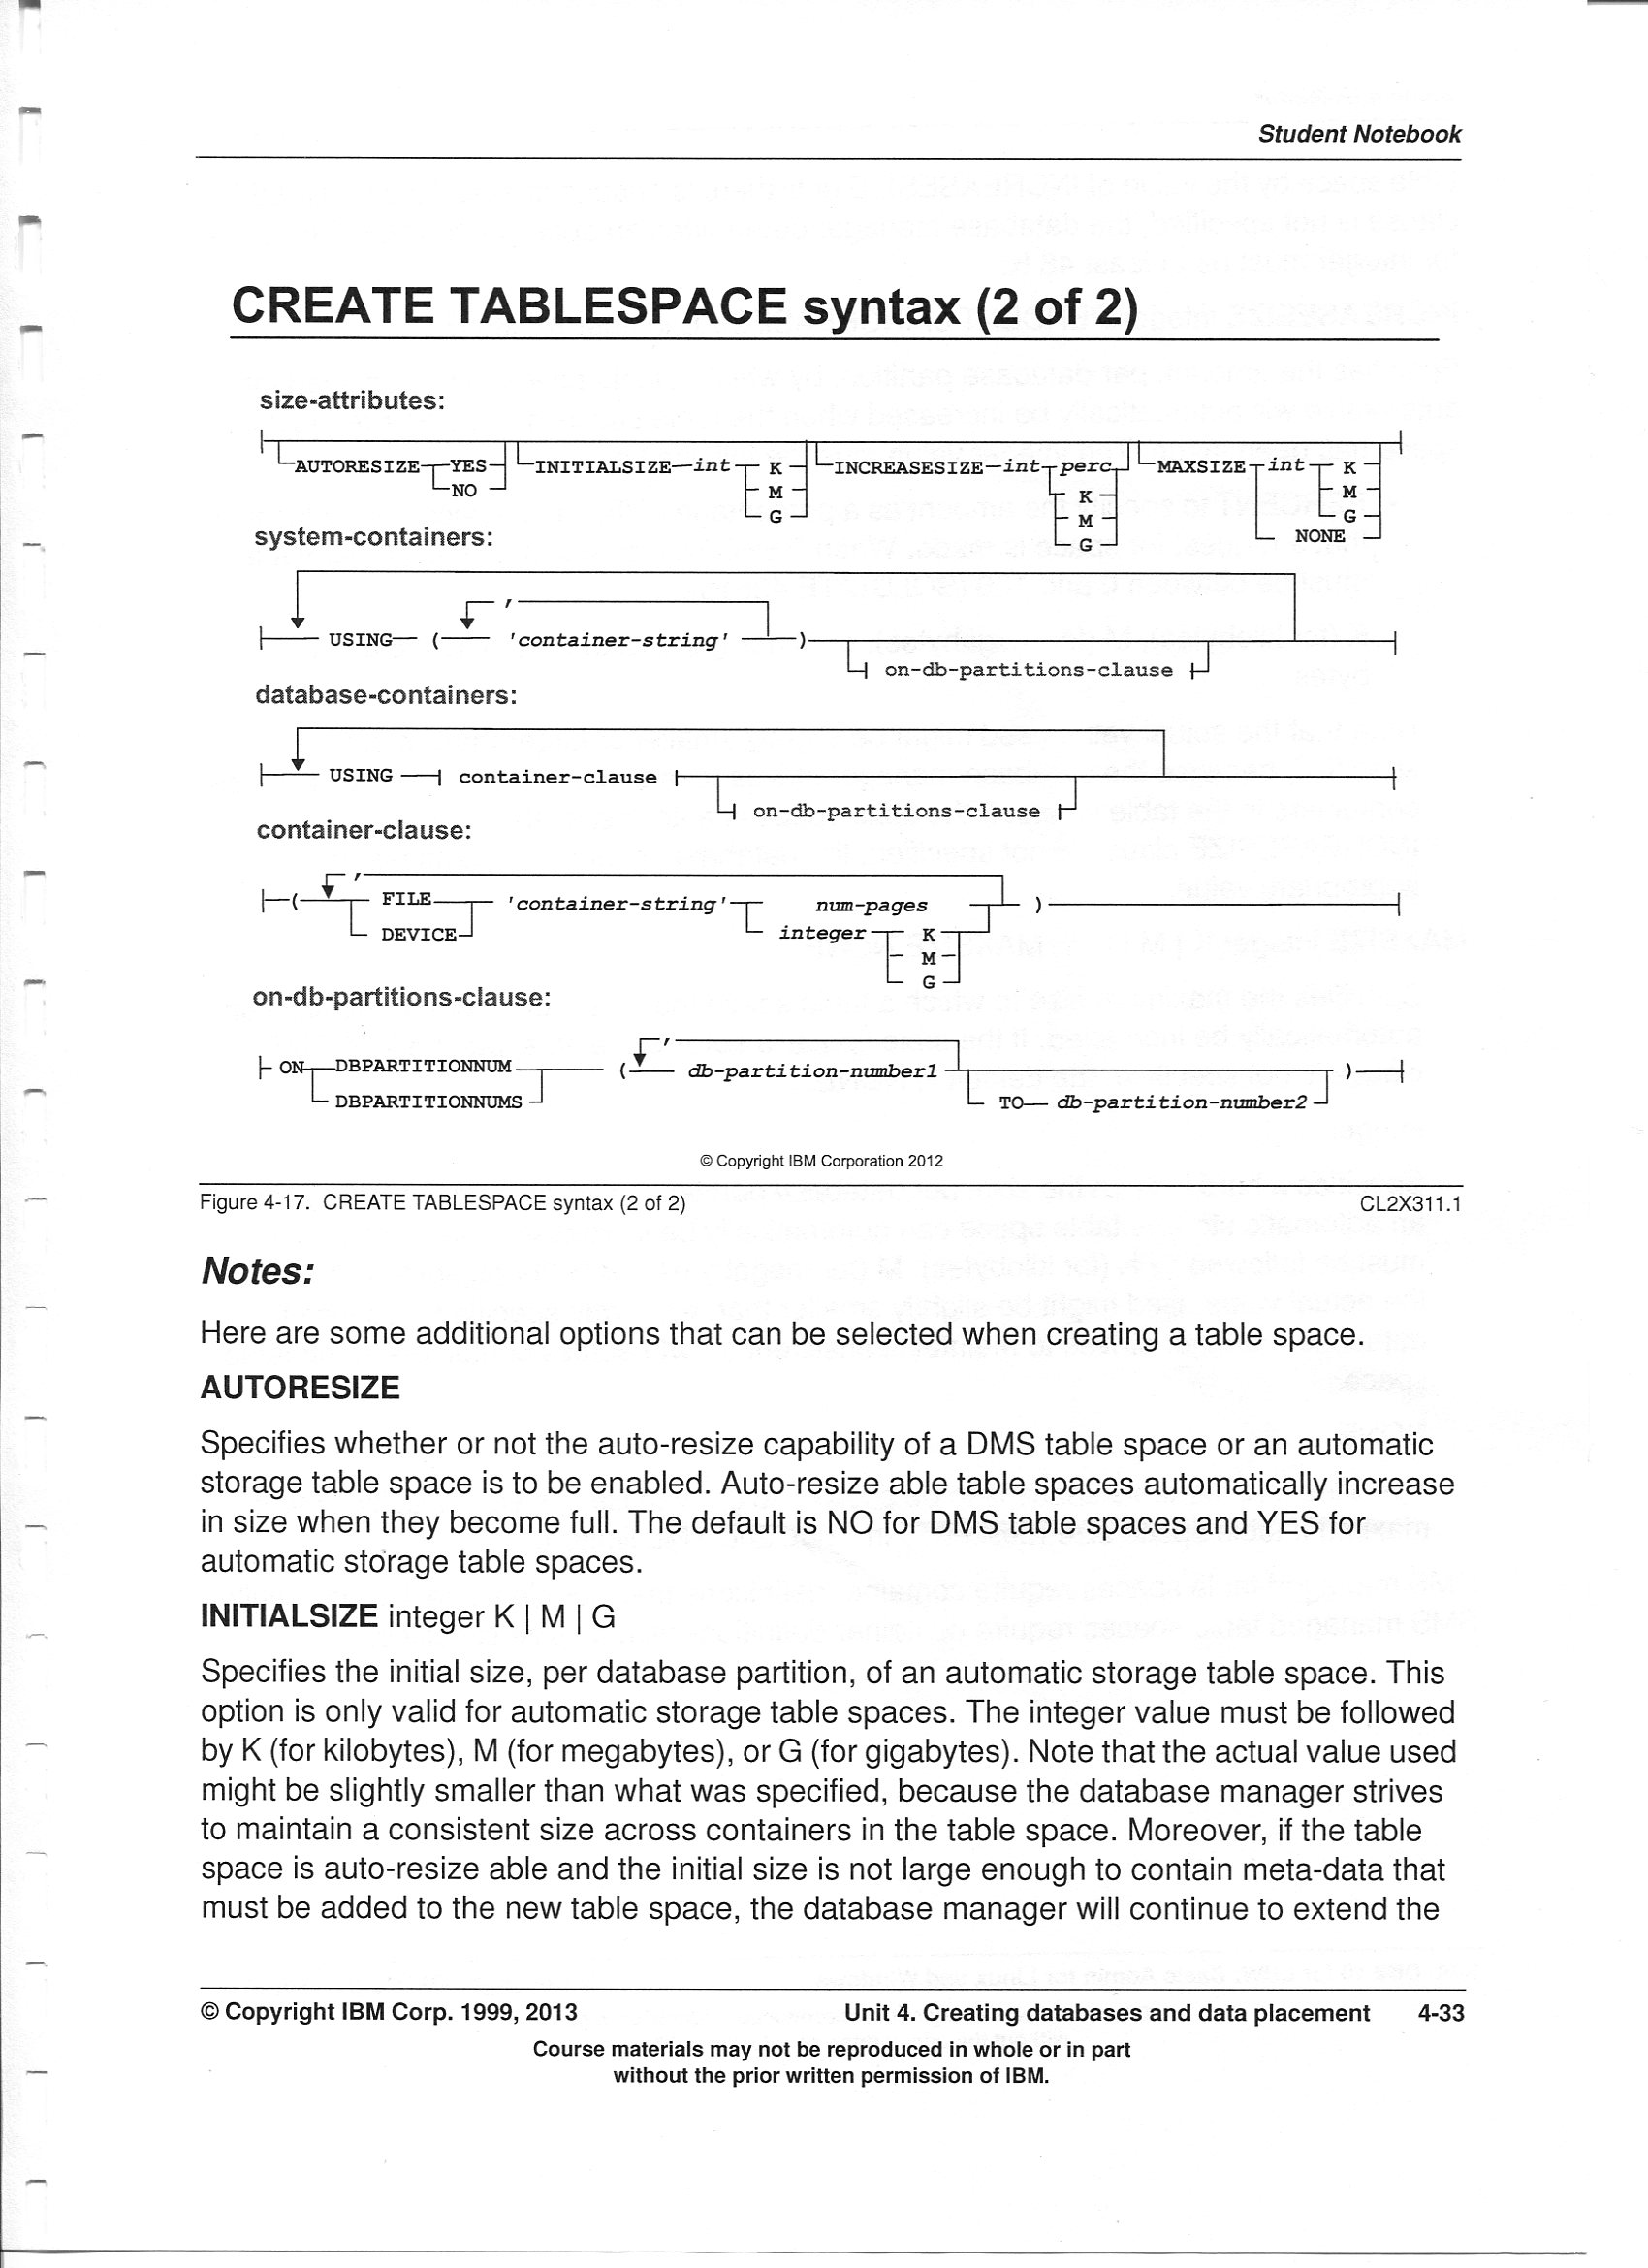 Student Notebook
CREATE TABLESPACE syntax (2 of 2)
size-attributes:
AUTORESIZE YES INITIALSIZE int K INCREASESIZE int perc MAXSIZE int K
NO M K M
G M G
G NONE
system-containers:
,
USING ( 'container-string' )
on-db-partitions-clause
database-containers:
USING container-clause
on-db-partitions-clause
container-clause:
,
( FILE 'container-string' num-pages )
DEVICE integer K
M
G
on-db-partitions-clause:
,
ON DBPARTITIONNUM ( db-partition-number1 )
DBPARTITIONNUMS TO db-partition-number2
© Copyright IBM Corporation 2012
Figure 4-17. CREATE TABLESPACE syntax (2 of 2) CL2X311.1
Notes:
Here are some additional options that can be selected when creating a table space.
AUTORESIZE
Specifies whether or not the auto-resize capability of a DMS table space or an automatic
storage table space is to be enabled. Auto-resize able table spaces automatically increase
in size when they become full. The default is NO for DMS table spaces and YES for
automatic storage table spaces.
INITIALSIZE integer K | M | G
Specifies the initial size, per database partition, of an automatic storage table space. This
option is only valid for automatic storage table spaces. The integer value must be followed
by K (for kilobytes), M (for megabytes), or G (for gigabytes). Note that the actual value used
might be slightly smaller than what was specified, because the database manager strives
to maintain a consistent size across containers in the table space. Moreover, if the table
space is auto-resize able and the initial size is not large enough to contain meta-data that
must be added to the new table space, the database manager will continue to extend the
© Copyright IBM Corp. 1999, 2013 Unit 4. Creating databases and data placement 4-33
Course materials may not be reproduced in whole or in part
without the prior written permission of IBM.